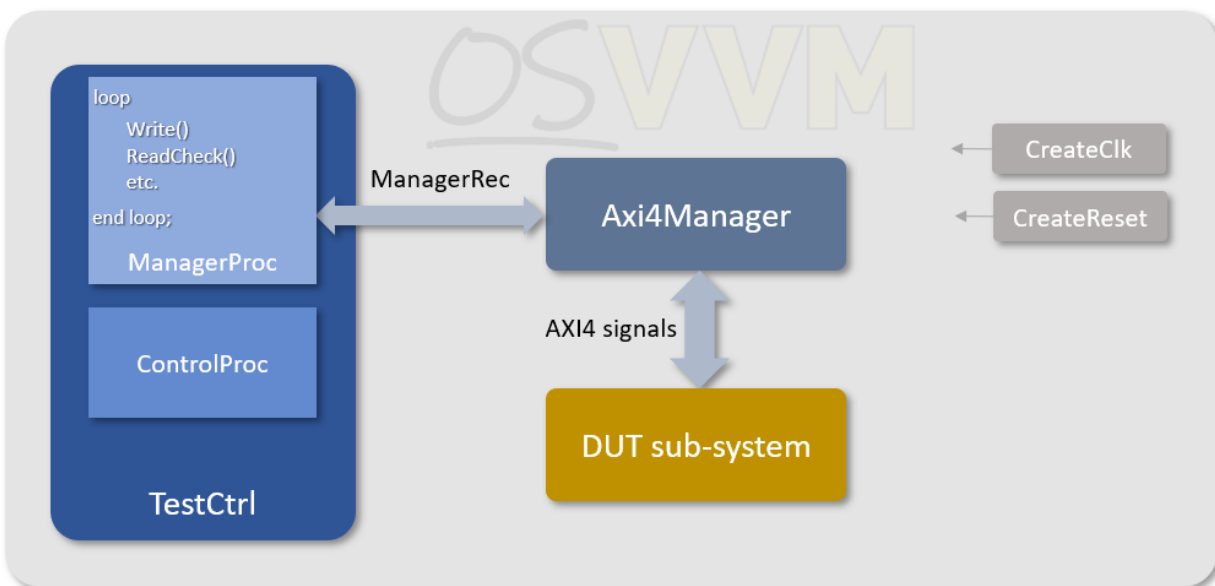 OSVVM
loop
Write()
ReadCheck()
etc.
end loop;
ManagerProc
ControlProc
TestCtrl
ManagerRec
Axi4Manager
AXI4 signals
DUT sub-system
CreateClk
CreateReset